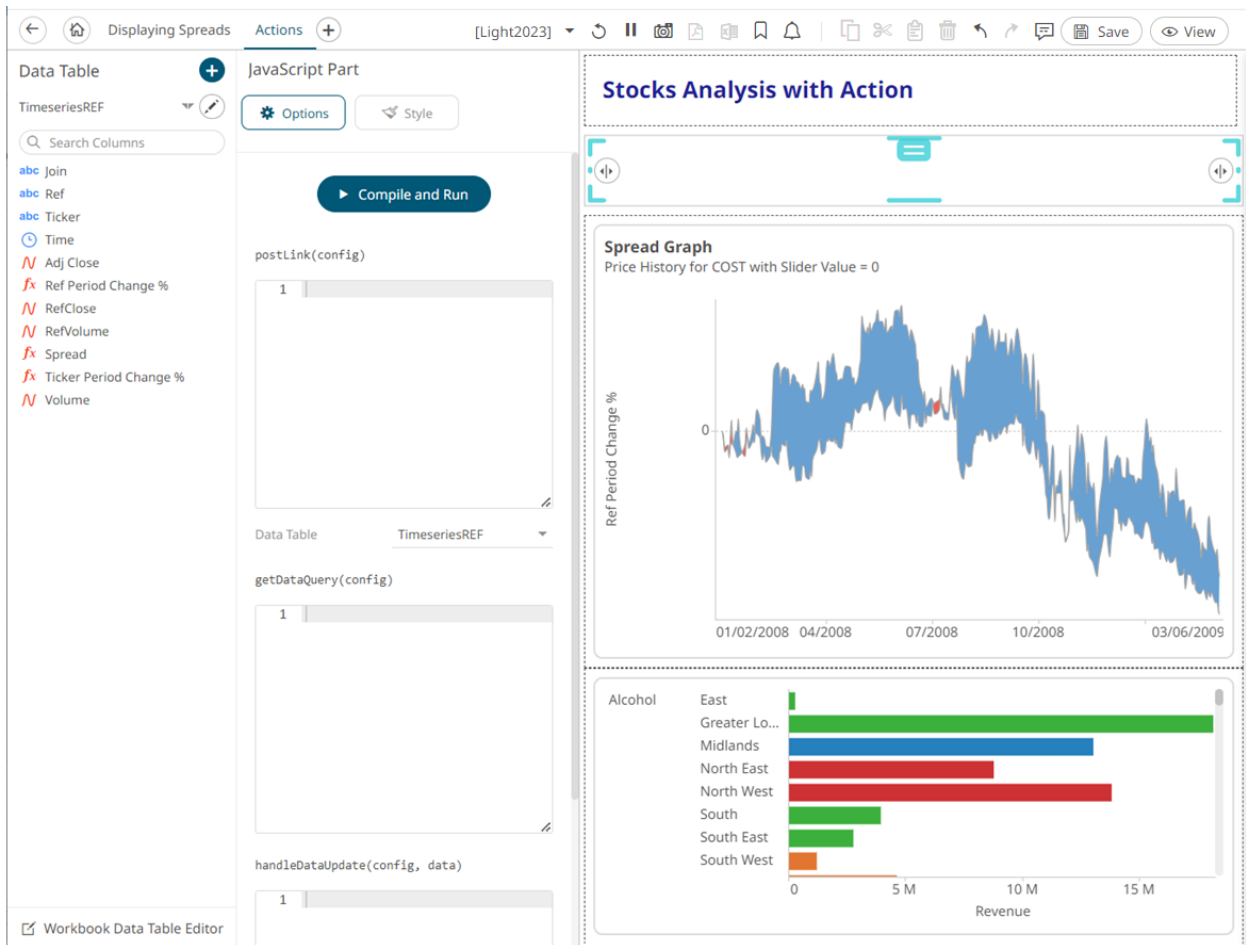 Displaying Spreads
Actions
[Light2023]
Save
View
Data Table
TimeseriesREF
Search Columns
abc Join
abc Ref
abc Ticker
Time
Adj Close
fx Ref Period Change %
RefClose
RefVolume
fx Spread
fx Ticker Period Change %
Volume
Workbook Data Table Editor
JavaScript Part
Options
Style
Compile and Run
postLink(config)
1
Data Table TimeseriesREF
getDataQuery(config)
1
handleDataUpdate(config, data)
1
Stocks Analysis with Action
Spread Graph
Price History for COST with Slider Value = 0
Ref Period Change %
0
01/02/2008 04/2008 07/2008 10/2008 03/06/2009
Alcohol
East
Greater Lo...
Midlands
North East
North West
South
South East
South West
0 5 M 10 M 15 M
Revenue